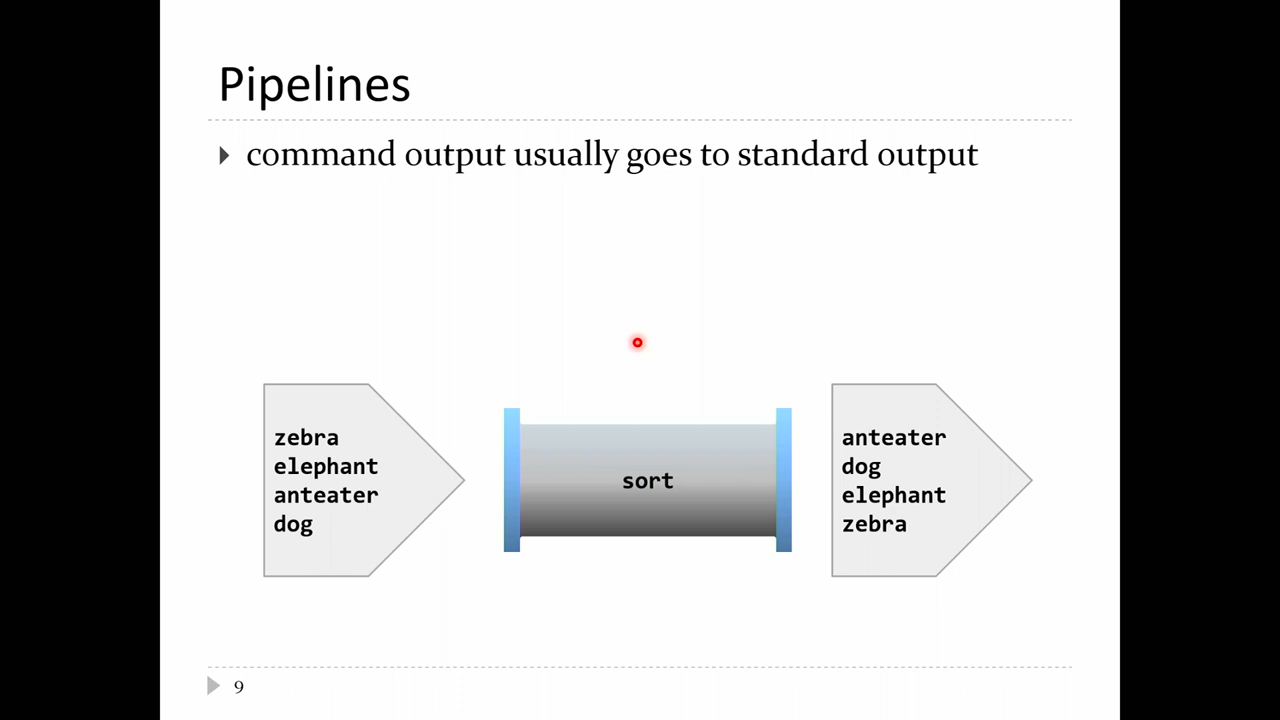 Pipelines
command output usually goes to standard output
zebra
elephant
anteater
dog
sort
anteater
dog
elephant
zebra
9